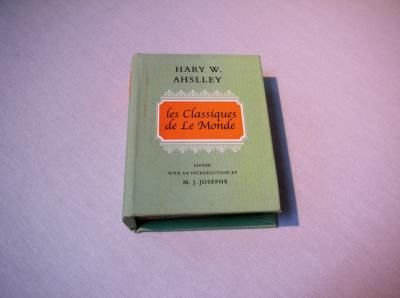 HARY W.
AHSLLEY
les Classiques
de Le Monde
EDITED
WITH AN INTRODUCTION BY
M. J. JOSEPHE